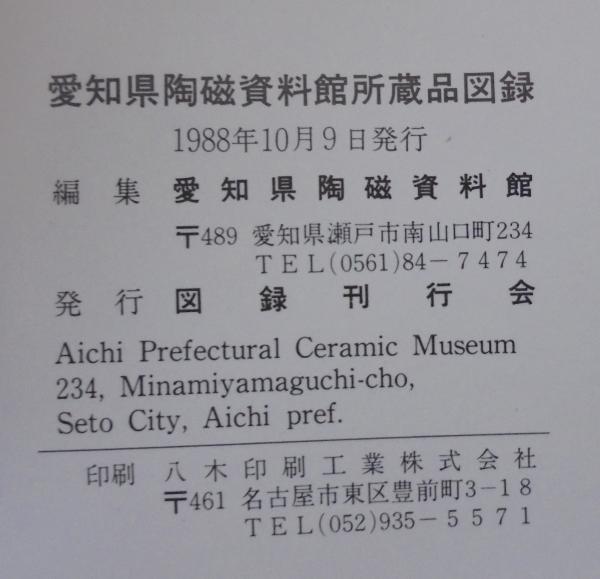 愛知県陶磁資料館所蔵品図録
1988年10月9日発行
編集 愛知県陶磁資料館
〒489 愛知県瀬戸市南山口町234
TEL(0561)84-7474
発行 図録刊行会
Aichi Prefectural Ceramic Museum
234, Minamiyamaguchi-cho,
Seto City, Aichi pref.
印刷 八木印刷工業株式会社
〒461 名古屋市東区豊前町3-18
TEL(052)935-5571